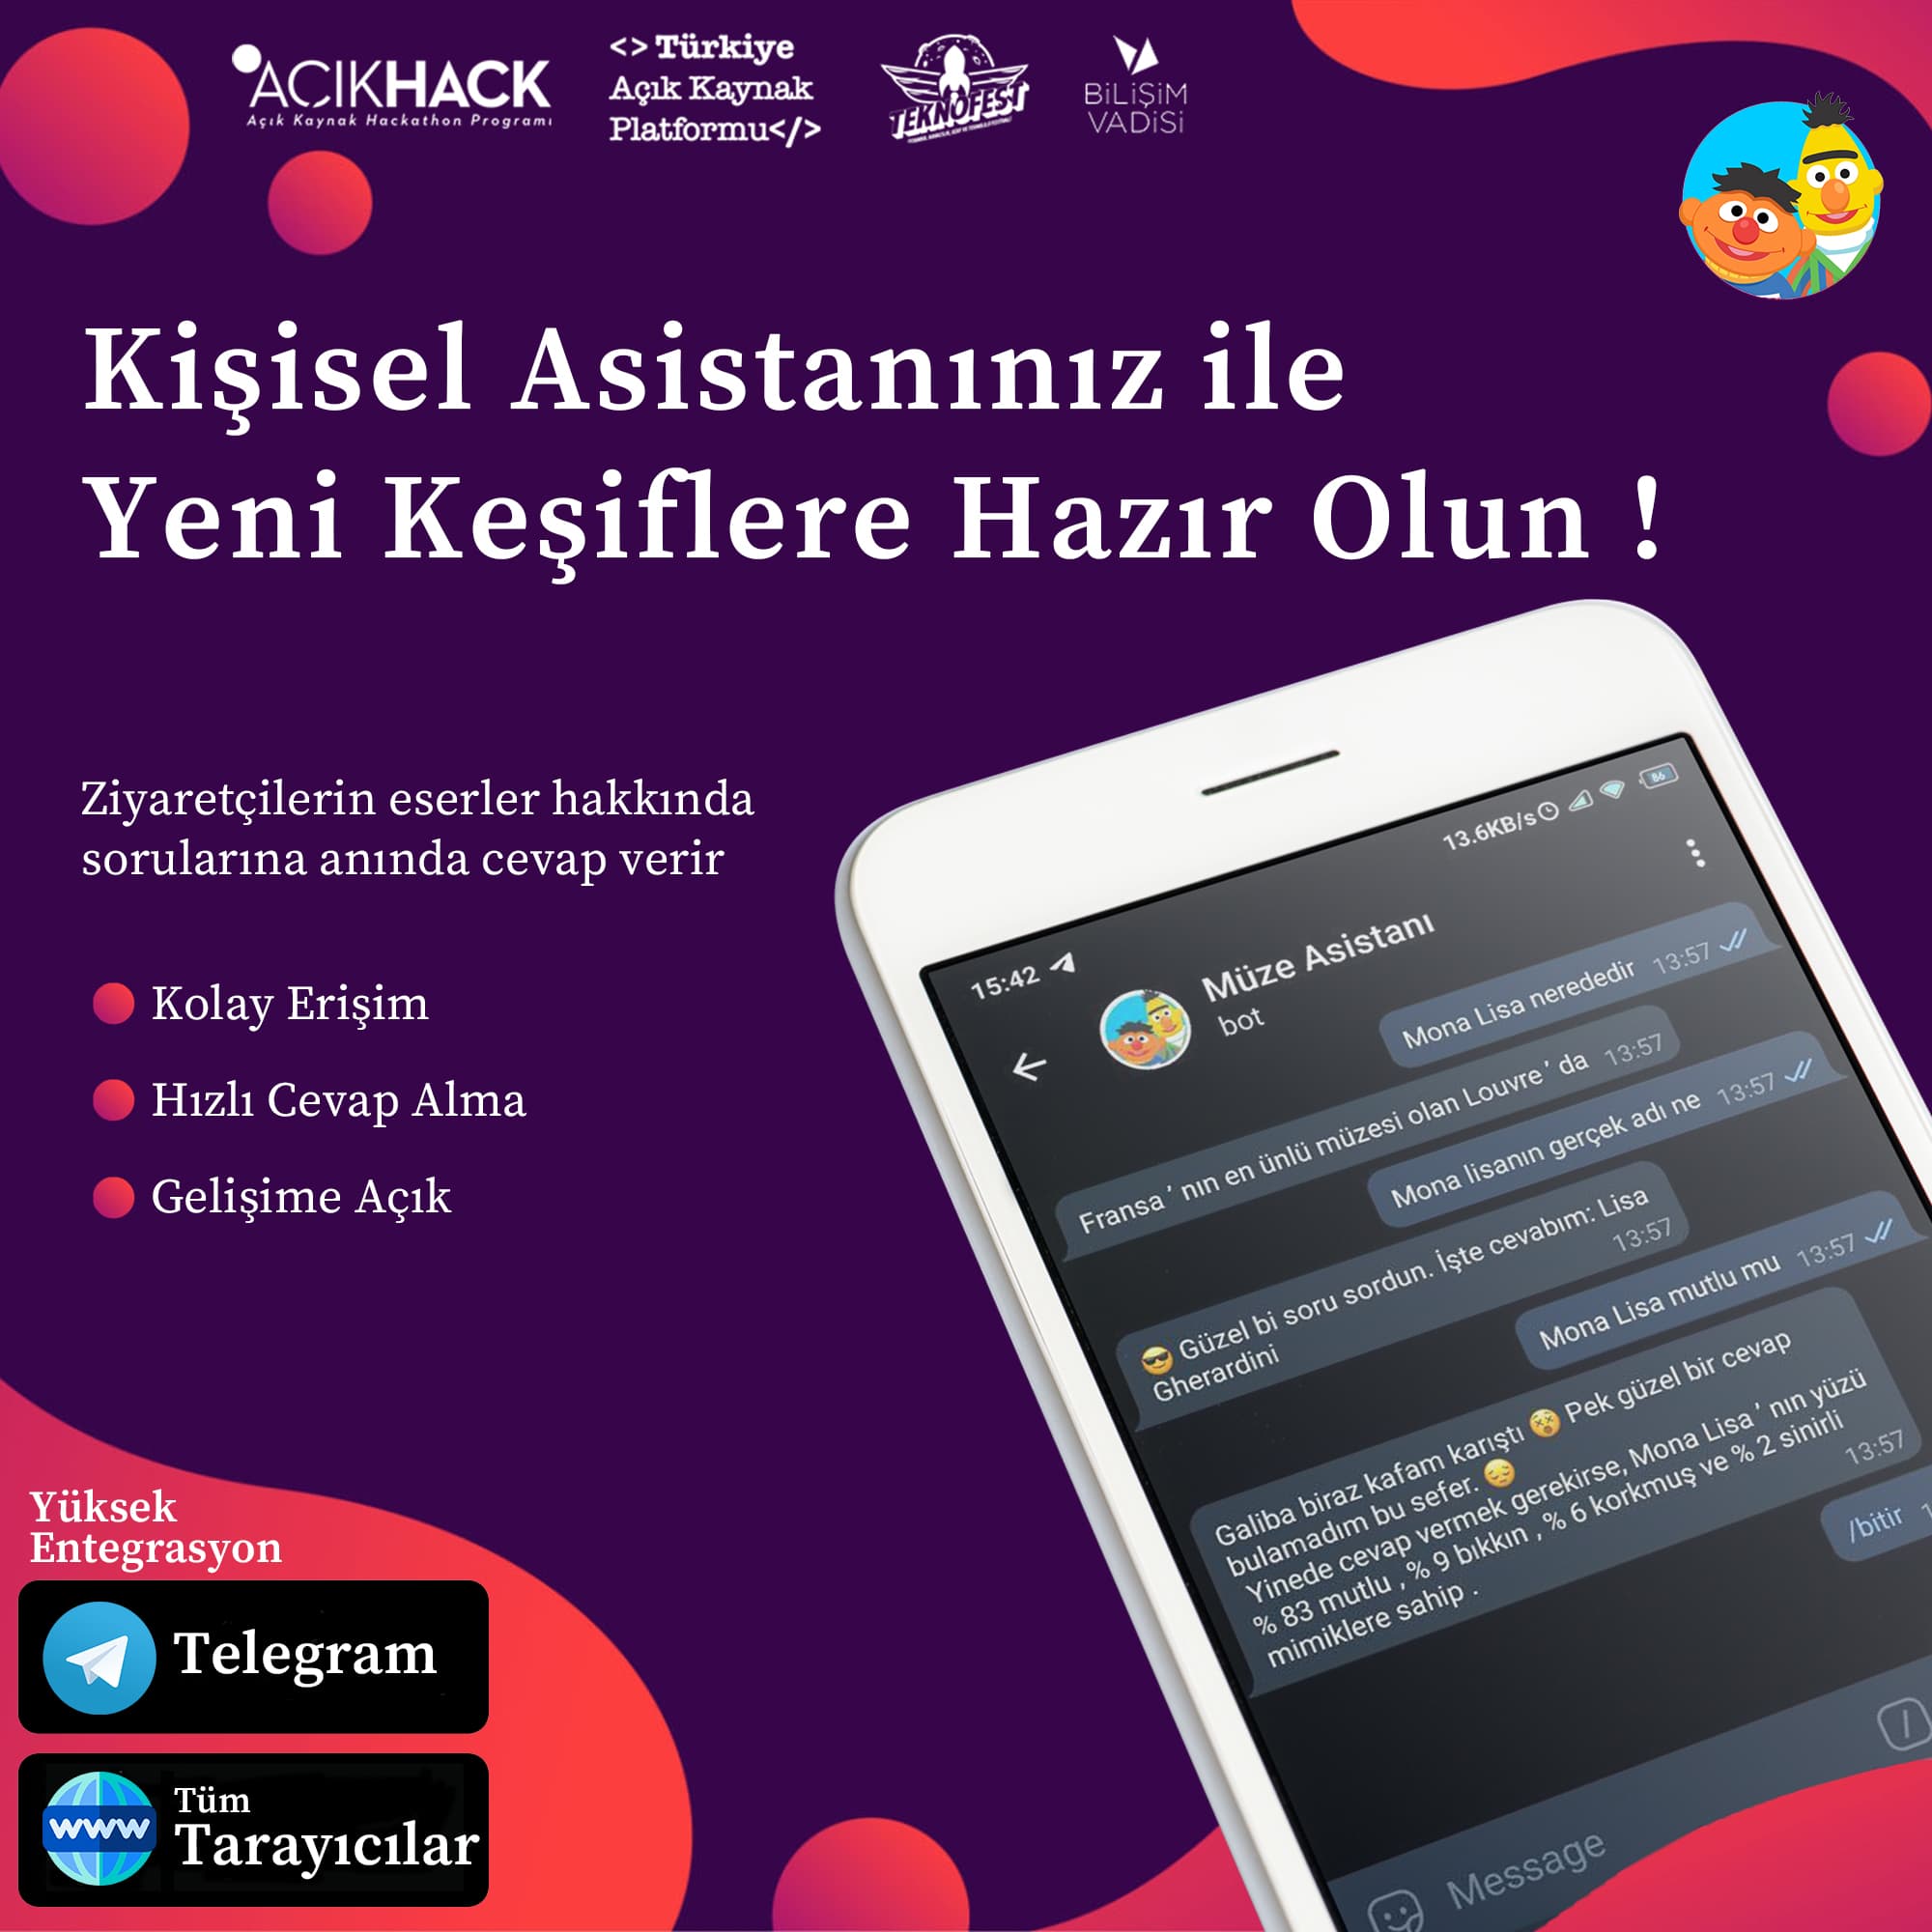 AÇIKHACK
Açık Kaynak Hackathon Programı
<> Türkiye
Açık Kaynak
Platformu</>
TEKNOFEST
BİLİŞİM
VADİSİ
Kişisel Asistanınız ile
Yeni Keşiflere Hazır Olun !
Ziyaretçilerin eserler hakkında
sorularına anında cevap verir
Kolay Erişim
Hızlı Cevap Alma
Gelişime Açık
Yüksek
Entegrasyon
Telegram
www
Tüm
Tarayıcılar
15:42
13.6KB/s
86
Müze Asistanı
bot
Mona Lisa nerededir 13:57
Fransa ' nın en ünlü müzesi olan Louvre ' da 13:57
Mona lisanın gerçek adı ne 13:57
😎 Güzel bi soru sordun. İşte cevabım: Lisa
Gherardini 13:57
Mona Lisa mutlu mu 13:57
Galiba biraz kafam karıştı 😵 Pek güzel bir cevap
bulamadım bu sefer. 😔
Yinede cevap vermek gerekirse, Mona Lisa ' nın yüzü
% 83 mutlu , % 9 bıkkın , % 6 korkmuş ve % 2 sinirli
mimiklere sahip . 13:57
/bitir
Message